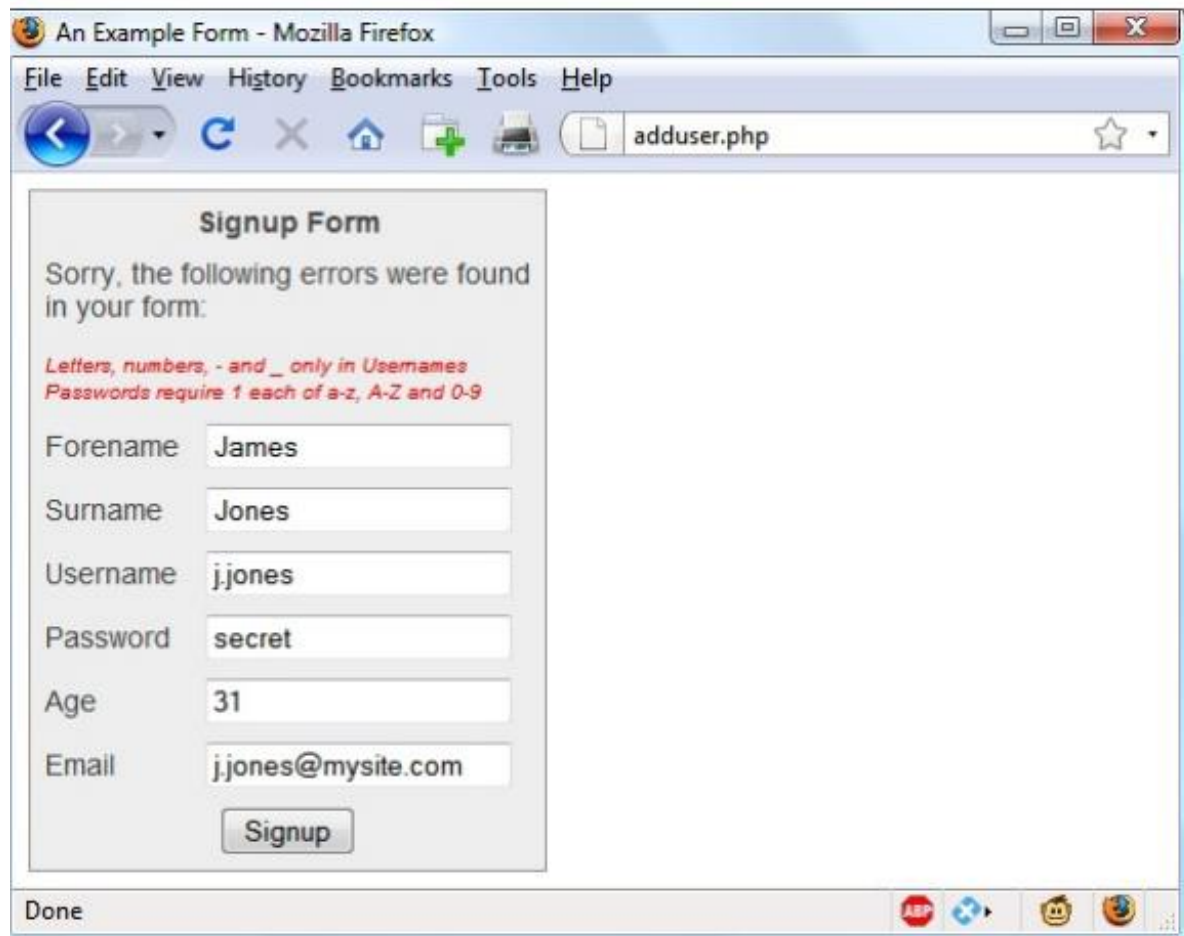 An Example Form - Mozilla Firefox
File Edit View History Bookmarks Tools Help
adduser.php
Signup Form
Sorry, the following errors were found
in your form:
Letters, numbers, - and _ only in Usernames
Passwords require 1 each of a-z, A-Z and 0-9
Forename James
Surname Jones
Username j.jones
Password secret
Age 31
Email j.jones@mysite.com
Signup
Done
ABP